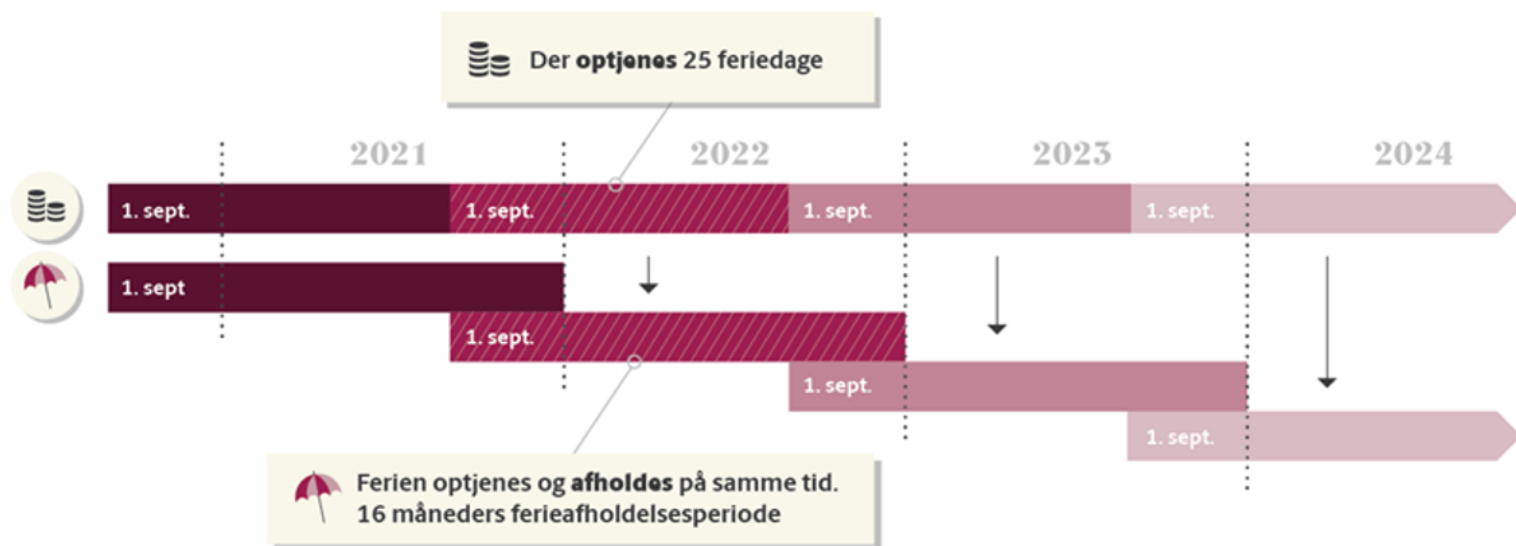 Der optjenes 25 feriedage
2021 2022 2023 2024
1. sept. 1. sept. 1. sept. 1. sept.
1. sept
1. sept.
1. sept.
1. sept.
Ferien optjenes og afholdes på samme tid.
16 måneders ferieafholdelsesperiode